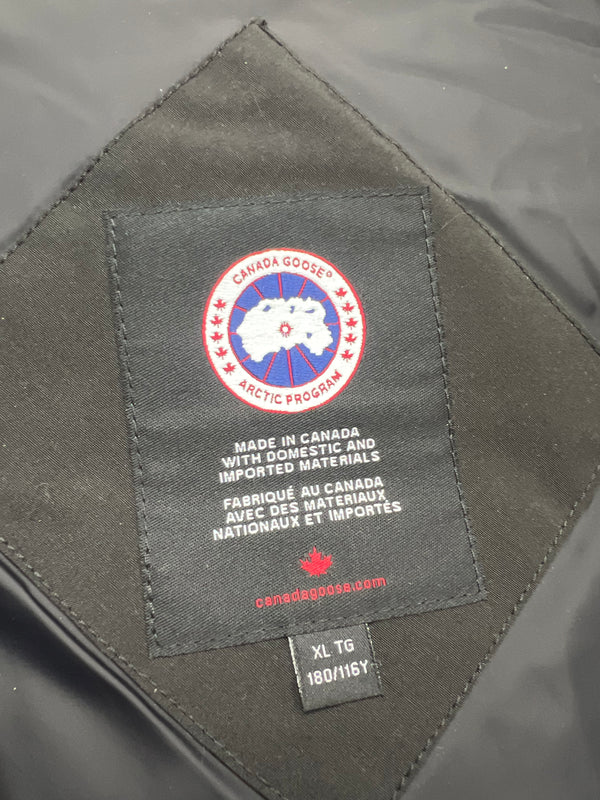 CANADA GOOSE®
ARCTIC PROGRAM
MADE IN CANADA
WITH DOMESTIC AND
IMPORTED MATERIALS
FABRIQUÉ AU CANADA
AVEC DES MATERIAUX
NATIONAUX ET IMPORTÉS
canadagoose.com
XL TG
180/116Y